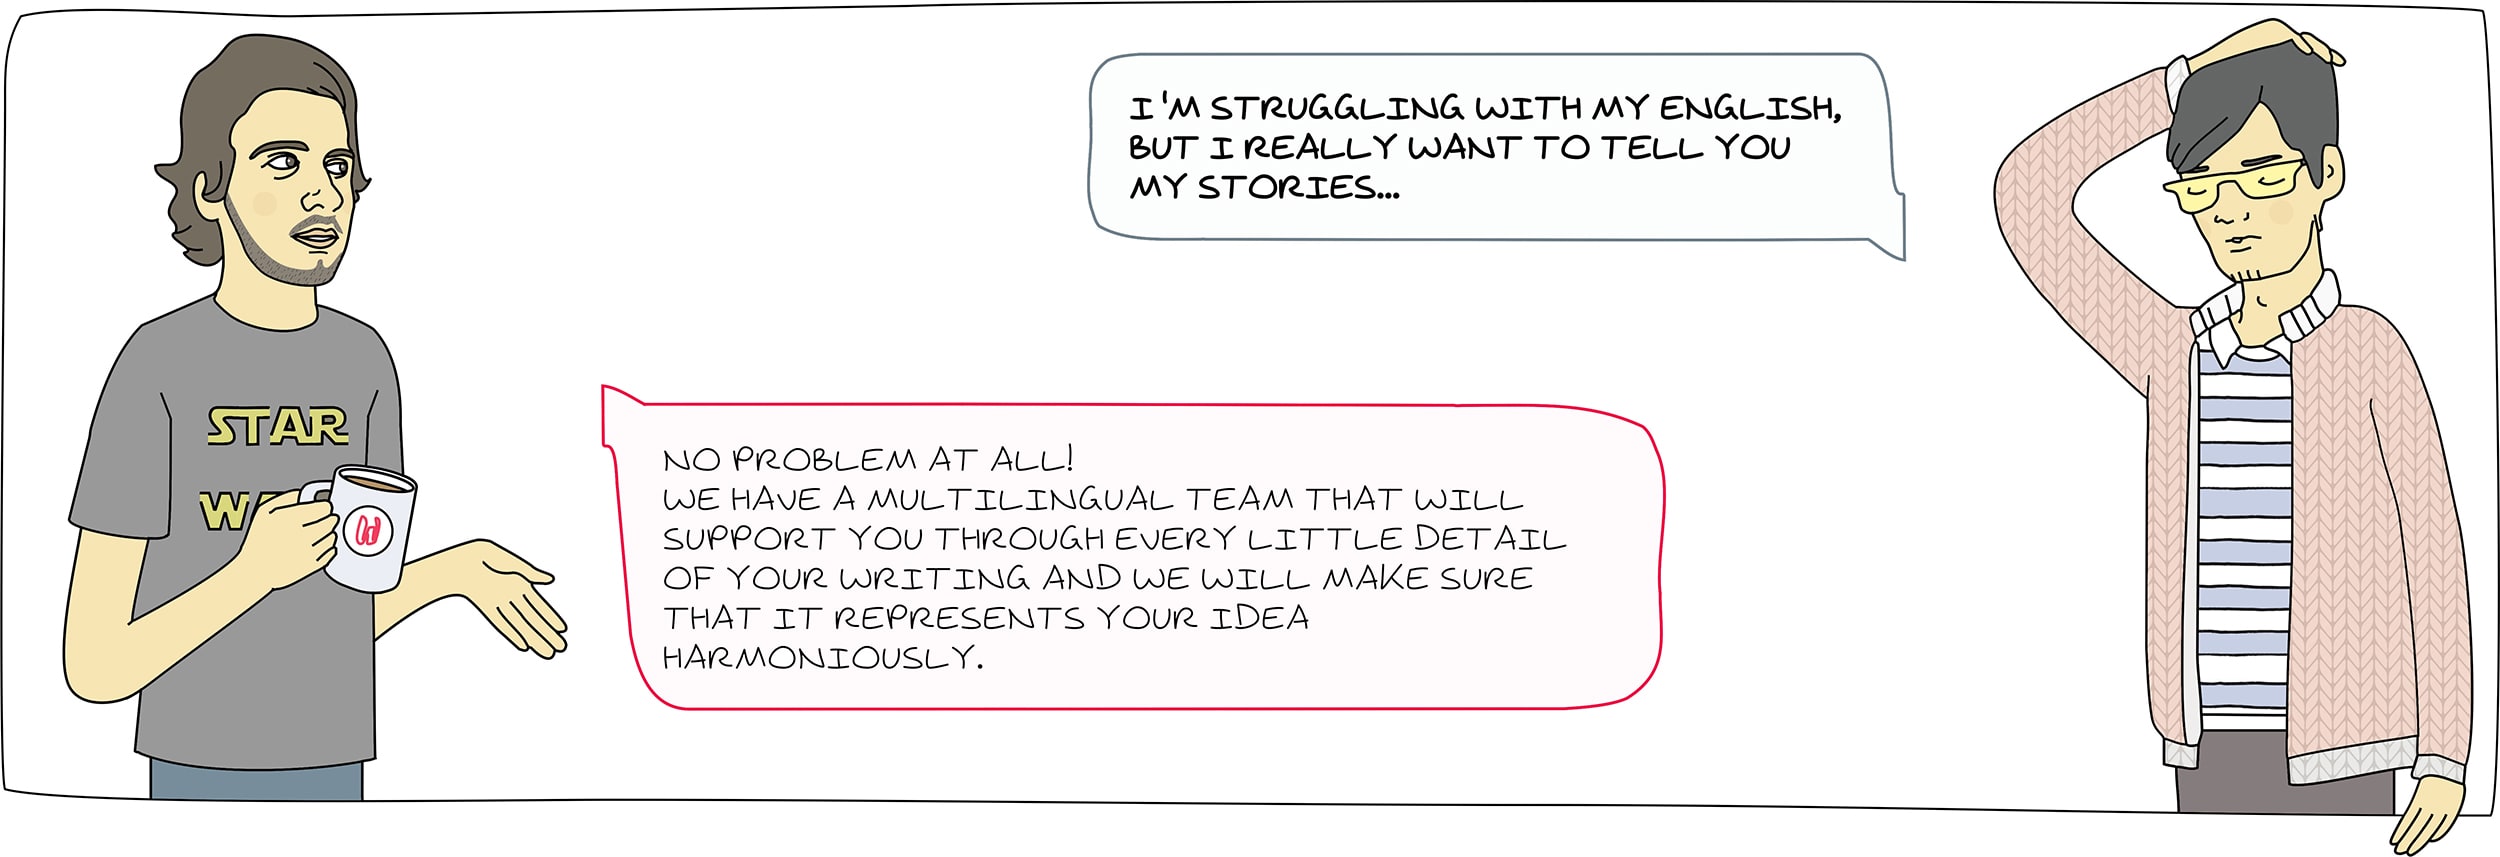 I'M STRUGGLING WITH MY ENGLISH,
BUT I REALLY WANT TO TELL YOU
MY STORIES...
NO PROBLEM AT ALL!
WE HAVE A MULTILINGUAL TEAM THAT WILL
SUPPORT YOU THROUGH EVERY LITTLE DETAIL
OF YOUR WRITING AND WE WILL MAKE SURE
THAT IT REPRESENTS YOUR IDEA
HARMONIOUSLY.
STAR